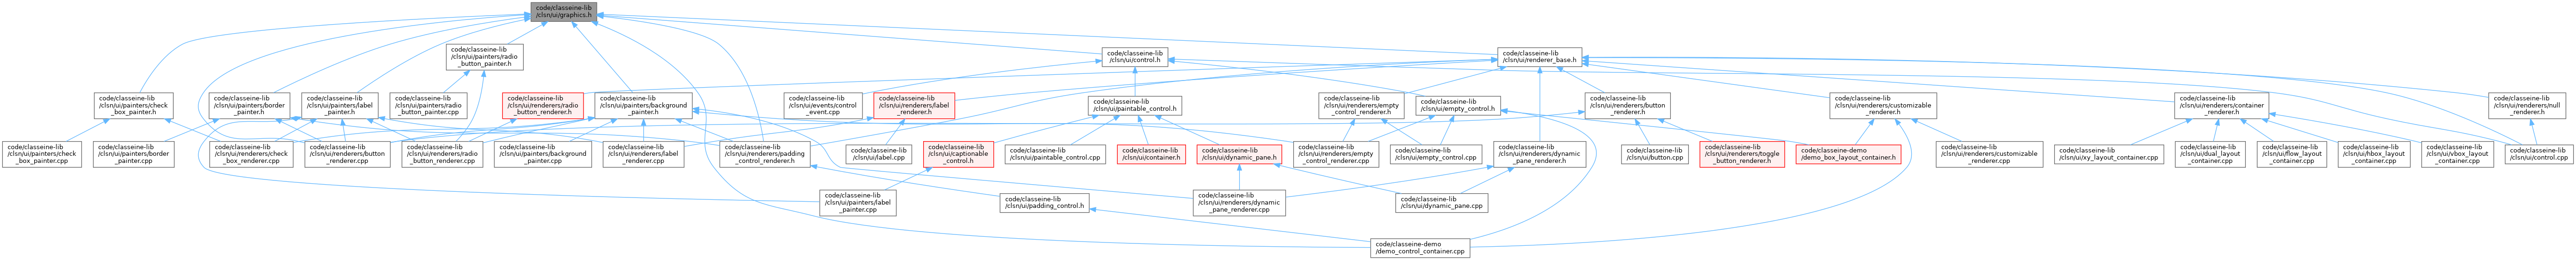 code/classeine-lib
/clsn/ui/graphics.h
code/classeine-lib
/clsn/ui/painters/radio
_button_painter.h
code/classeine-lib
/clsn/ui/control.h
code/classeine-lib
/clsn/ui/renderer_base.h
code/classeine-lib
/clsn/ui/painters/check
_box_painter.h
code/classeine-lib
/clsn/ui/painters/border
_painter.h
code/classeine-lib
/clsn/ui/painters/label
_painter.h
code/classeine-lib
/clsn/ui/painters/radio
_button_painter.cpp
code/classeine-lib
/clsn/ui/renderers/radio
_button_renderer.h
code/classeine-lib
/clsn/ui/painters/background
_painter.h
code/classeine-lib
/clsn/ui/events/control
_event.cpp
code/classeine-lib
/clsn/ui/renderers/label
_renderer.h
code/classeine-lib
/clsn/ui/paintable_control.h
code/classeine-lib
/clsn/ui/renderers/empty
_control_renderer.h
code/classeine-lib
/clsn/ui/empty_control.h
code/classeine-lib
/clsn/ui/renderers/button
_renderer.h
code/classeine-lib
/clsn/ui/renderers/customizable
_renderer.h
code/classeine-lib
/clsn/ui/renderers/container
_renderer.h
code/classeine-lib
/clsn/ui/renderers/null
_renderer.h
code/classeine-lib
/clsn/ui/painters/check
_box_painter.cpp
code/classeine-lib
/clsn/ui/painters/border
_painter.cpp
code/classeine-lib
/clsn/ui/renderers/check
_box_renderer.cpp
code/classeine-lib
/clsn/ui/renderers/button
_renderer.cpp
code/classeine-lib
/clsn/ui/renderers/radio
_button_renderer.cpp
code/classeine-lib
/clsn/ui/painters/background
_painter.cpp
code/classeine-lib
/clsn/ui/renderers/label
_renderer.cpp
code/classeine-lib
/clsn/ui/renderers/padding
_control_renderer.h
code/classeine-lib
/clsn/ui/label.cpp
code/classeine-lib
/clsn/ui/captionable
_control.h
code/classeine-lib
/clsn/ui/paintable_control.cpp
code/classeine-lib
/clsn/ui/container.h
code/classeine-lib
/clsn/ui/dynamic_pane.h
code/classeine-lib
/clsn/ui/renderers/empty
_control_renderer.cpp
code/classeine-lib
/clsn/ui/empty_control.cpp
code/classeine-lib
/clsn/ui/renderers/dynamic
_pane_renderer.h
code/classeine-lib
/clsn/ui/button.cpp
code/classeine-lib
/clsn/ui/renderers/toggle
_button_renderer.h
code/classeine-demo
/demo_box_layout_container.h
code/classeine-lib
/clsn/ui/renderers/customizable
_renderer.cpp
code/classeine-lib
/clsn/ui/xy_layout_container.cpp
code/classeine-lib
/clsn/ui/dual_layout
_container.cpp
code/classeine-lib
/clsn/ui/flow_layout
_container.cpp
code/classeine-lib
/clsn/ui/hbox_layout
_container.cpp
code/classeine-lib
/clsn/ui/vbox_layout
_container.cpp
code/classeine-lib
/clsn/ui/control.cpp
code/classeine-lib
/clsn/ui/painters/label
_painter.cpp
code/classeine-lib
/clsn/ui/padding_control.h
code/classeine-lib
/clsn/ui/renderers/dynamic
_pane_renderer.cpp
code/classeine-lib
/clsn/ui/dynamic_pane.cpp
code/classeine-demo
/demo_control_container.cpp